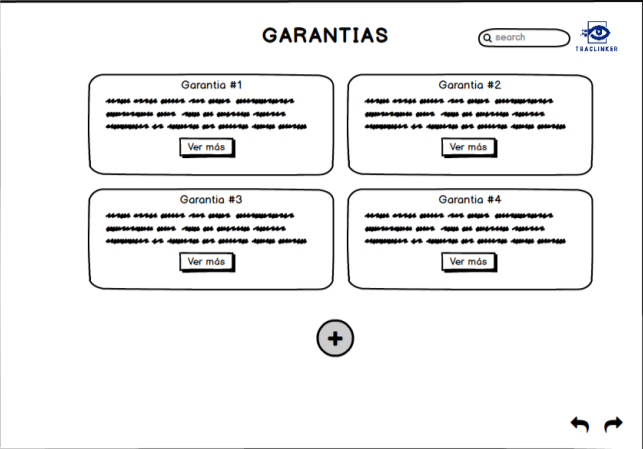 GARANTIAS
search
TRACLINKER
Garantia #1
Ver más
Garantia #2
Ver más
Garantia #3
Ver más
Garantia #4
Ver más